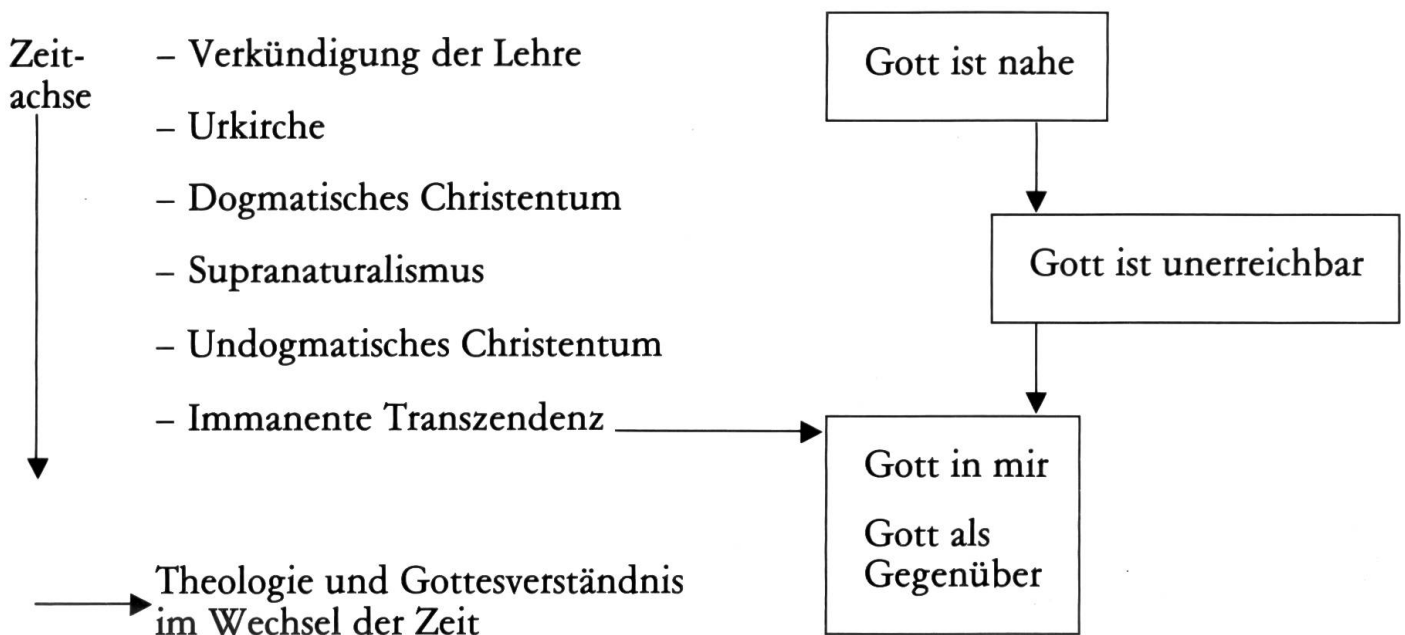 Zeit-
achse
– Verkündigung der Lehre
– Urkirche
– Dogmatisches Christentum
– Supranaturalismus
– Undogmatisches Christentum
– Immanente Transzendenz
Theologie und Gottesverständnis
im Wechsel der Zeit
Gott ist nahe
Gott ist unerreichbar
Gott in mir
Gott als
Gegenüber